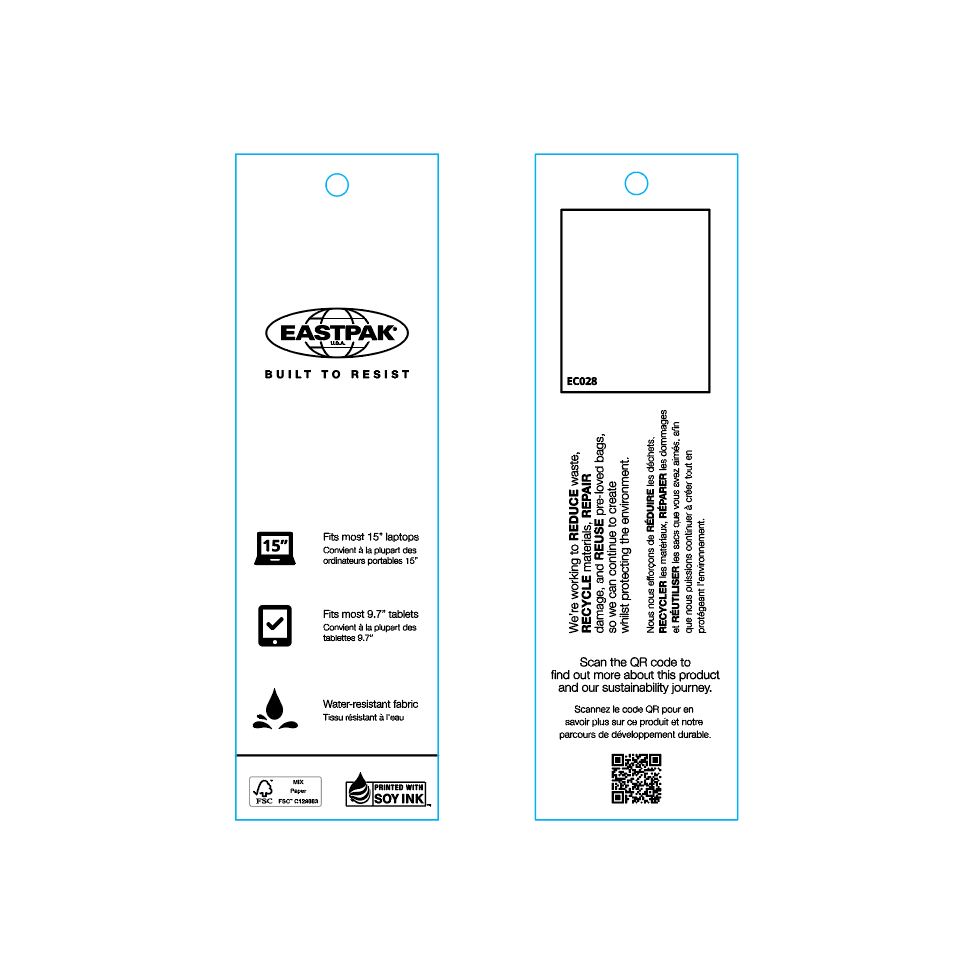 EASTPAK®
U.S.A.
BUILT TO RESIST
15"
Fits most 15" laptops
Convient à la plupart des
ordinateurs portables 15"
Fits most 9.7" tablets
Convient à la plupart des
tablettes 9.7"
Water-resistant fabric
Tissu résistant à l'eau
FSC
MIX
Paper
FSC™ C124683
PRINTED WITH
SOY INK™
EC028
We're working to REDUCE waste,
RECYCLE materials, REPAIR
damage, and REUSE pre-loved bags,
so we can continue to create
whilst protecting the environment.
Nous nous efforçons de RÉDUIRE les déchets.
RECYCLER les matériaux, RÉPARER les dommages
et RÉUTILISER les sacs que vous avez aimés, afin
que nous puissions continuer à créer tout en
protégeant l'environnement.
Scan the QR code to
find out more about this product
and our sustainability journey.
Scannez le code QR pour en
savoir plus sur ce produit et notre
parcours de développement durable.